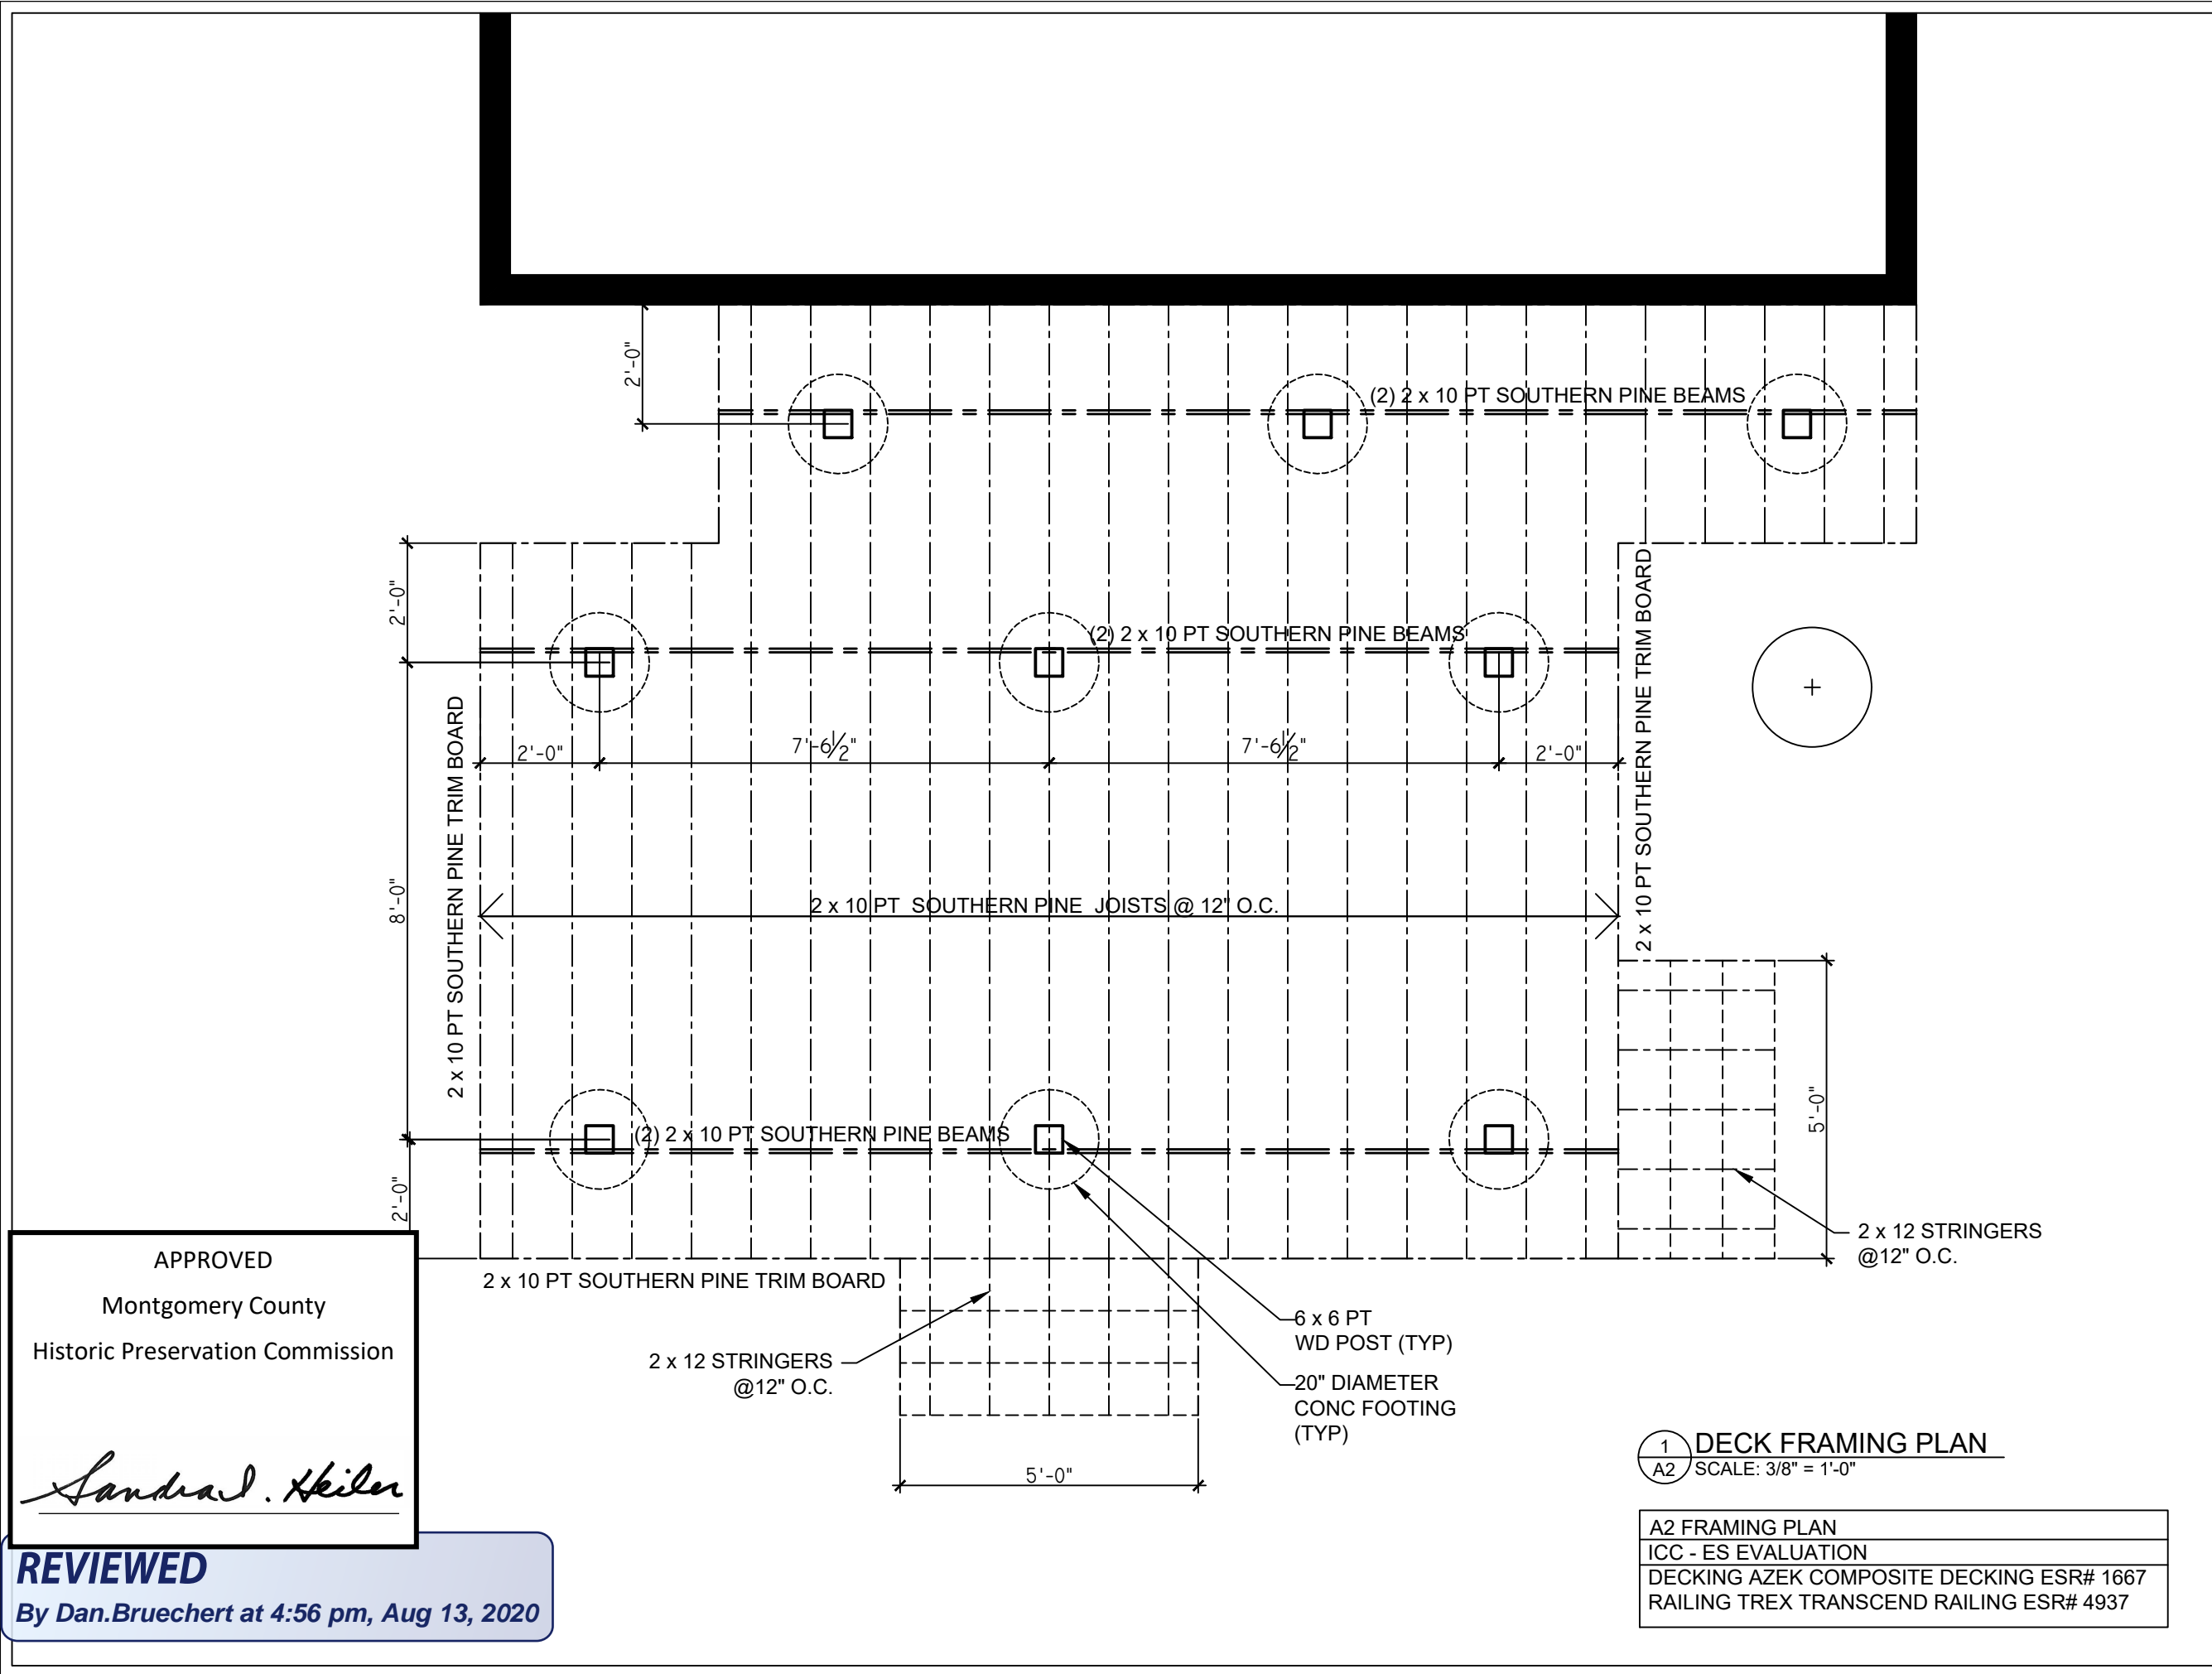 2'-0"
(2) 2 x 10 PT SOUTHERN PINE BEAMS
2'-0"
(2) 2 x 10 PT SOUTHERN PINE BEAMS
2 x 10 PT SOUTHERN PINE TRIM BOARD
2'-0"
7'-6 1/2"
7'-6 1/2"
2'-0"
2 x 10 PT SOUTHERN PINE TRIM BOARD
8'-0"
2 x 10 PT SOUTHERN PINE JOISTS @ 12" O.C.
(2) 2 x 10 PT SOUTHERN PINE BEAMS
5'-0"
2'-0"
2 x 12 STRINGERS
@12" O.C.
2 x 10 PT SOUTHERN PINE TRIM BOARD
6 x 6 PT
WD POST (TYP)
2 x 12 STRINGERS
@12" O.C.
20" DIAMETER
CONC FOOTING
(TYP)
5'-0"
APPROVED
Montgomery County
Historic Preservation Commission
Sandra I. Heiler
REVIEWED
By Dan.Bruechert at 4:56 pm, Aug 13, 2020
1
A2
DECK FRAMING PLAN
SCALE: 3/8" = 1'-0"
A2 FRAMING PLAN
ICC - ES EVALUATION
DECKING AZEK COMPOSITE DECKING ESR# 1667
RAILING TREX TRANSCEND RAILING ESR# 4937